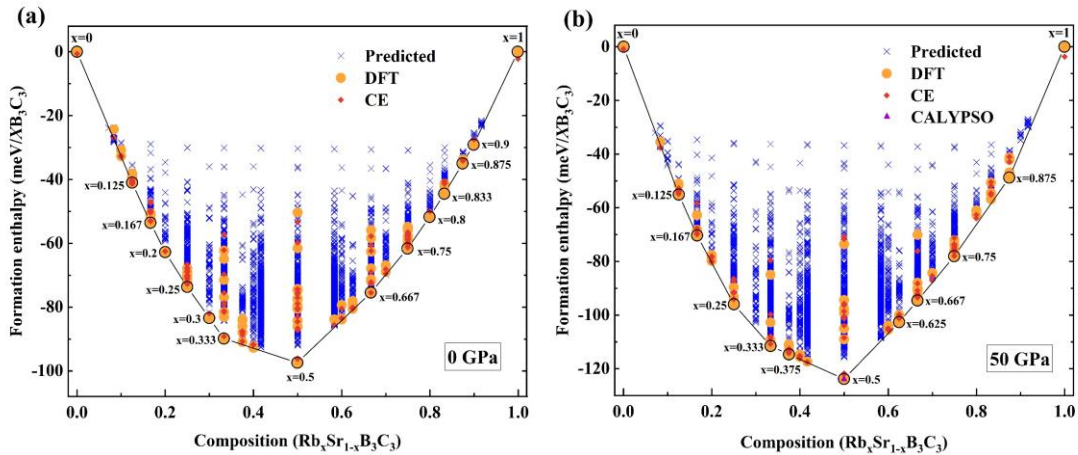 (a)
x=0
x=1
Predicted
DFT
CE
x=0.9
x=0.875
x=0.833
x=0.8
x=0.75
x=0.667
x=0.5
x=0.333
x=0.3
x=0.25
x=0.2
x=0.167
x=0.125
0 GPa
0
-20
-40
-60
-80
-100
Formation enthalpy (meV/XB₃C₃)
0.0 0.2 0.4 0.6 0.8 1.0
Composition (RbₓSr₁₋ₓB₃C₃)
(b)
x=0
x=1
Predicted
DFT
CE
CALYPSO
x=0.875
x=0.75
x=0.667
x=0.625
x=0.5
x=0.375
x=0.333
x=0.25
x=0.167
x=0.125
50 GPa
0
-20
-40
-60
-80
-100
-120
Formation enthalpy (meV/XB₃C₃)
0.0 0.2 0.4 0.6 0.8 1.0
Composition (RbₓSr₁₋ₓB₃C₃)